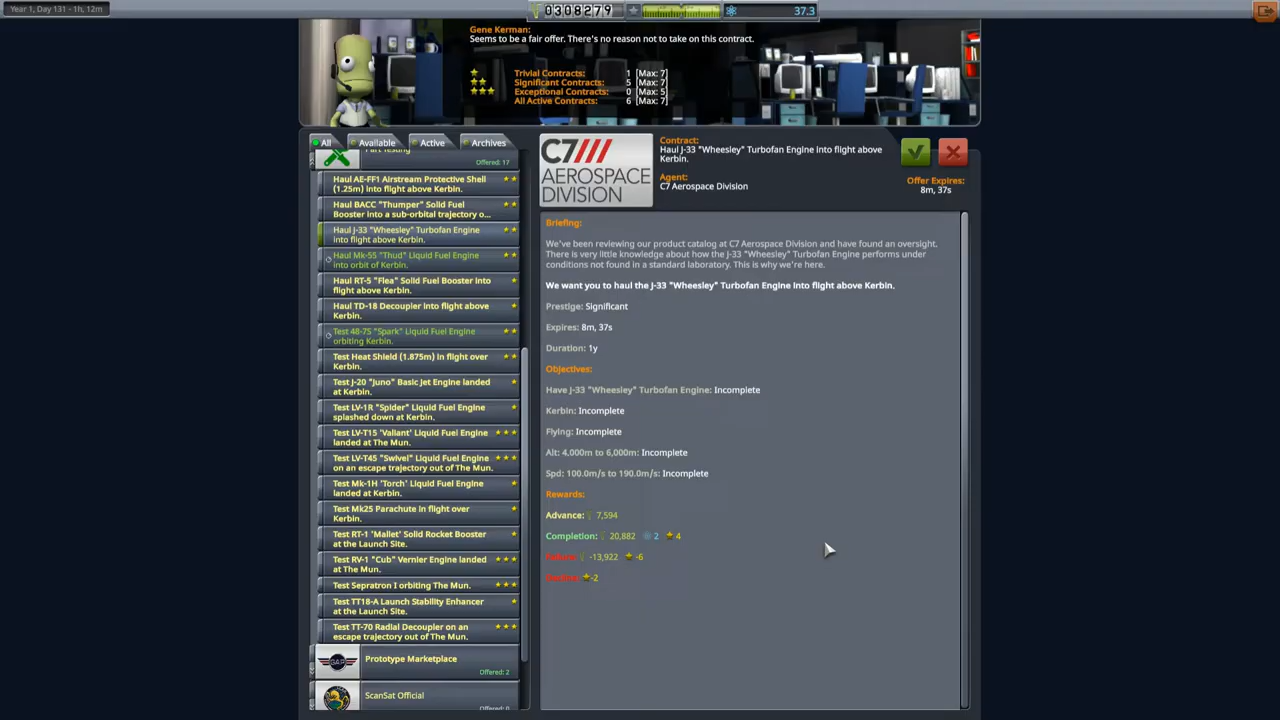 Year 1, Day 131 - 1h, 12m
0308279
37.3
Gene Kerman:
Seems to be a fair offer. There's no reason not to take on this contract.
Trivial Contracts: 1 [Max: 7]
Significant Contracts: 5 [Max: 7]
Exceptional Contracts: 0 [Max: 5]
All Active Contracts: 6 [Max: 7]
All
Available
Active
Archives
Part Testing
Offered: 17
Haul AE-FF1 Airstream Protective Shell
(1.25m) into flight above Kerbin.
Haul BACC "Thumper" Solid Fuel
Booster into a sub-orbital trajectory o...
Haul J-33 "Wheesley" Turbofan Engine
into flight above Kerbin.
Haul Mk-55 "Thud" Liquid Fuel Engine
into orbit of Kerbin.
Haul RT-5 "Flea" Solid Fuel Booster into
flight above Kerbin.
Haul TD-18 Decoupler into flight above
Kerbin.
Test 48-7S "Spark" Liquid Fuel Engine
orbiting Kerbin.
Test Heat Shield (1.875m) in flight over
Kerbin.
Test J-20 "Juno" Basic Jet Engine landed
at Kerbin.
Test LV-1R "Spider" Liquid Fuel Engine
splashed down at Kerbin.
Test LV-T15 'Valiant' Liquid Fuel Engine
landed at The Mun.
Test LV-T45 "Swivel" Liquid Fuel Engine
on an escape trajectory out of The Mun.
Test Mk-1H 'Torch' Liquid Fuel Engine
landed at Kerbin.
Test Mk25 Parachute in flight over
Kerbin.
Test RT-1 'Mallet' Solid Rocket Booster
at the Launch Site.
Test RV-1 "Cub" Vernier Engine landed
at The Mun.
Test Sepratron I orbiting The Mun.
Test TT18-A Launch Stability Enhancer
at the Launch Site.
Test TT-70 Radial Decoupler on an
escape trajectory out of The Mun.
Prototype Marketplace
Offered: 2
ScanSat Official
Offered: 0
C7
AEROSPACE
DIVISION
Contract:
Haul J-33 "Wheesley" Turbofan Engine into flight above
Kerbin.
Agent:
C7 Aerospace Division
Offer Expires:
8m, 37s
Briefing:
We've been reviewing our product catalog at C7 Aerospace Division and have found an oversight.
There is very little knowledge about how the J-33 "Wheesley" Turbofan Engine performs under
conditions not found in a standard laboratory. This is why we're here.
We want you to haul the J-33 "Wheesley" Turbofan Engine into flight above Kerbin.
Prestige: Significant
Expires: 8m, 37s
Duration: 1y
Objectives:
Have J-33 "Wheesley" Turbofan Engine: Incomplete
Kerbin: Incomplete
Flying: Incomplete
Alt: 4,000m to 6,000m: Incomplete
Spd: 100.0m/s to 190.0m/s: Incomplete
Rewards:
Advance: 7,594
Completion: 20,882 2 4
-13,922 -6
-2